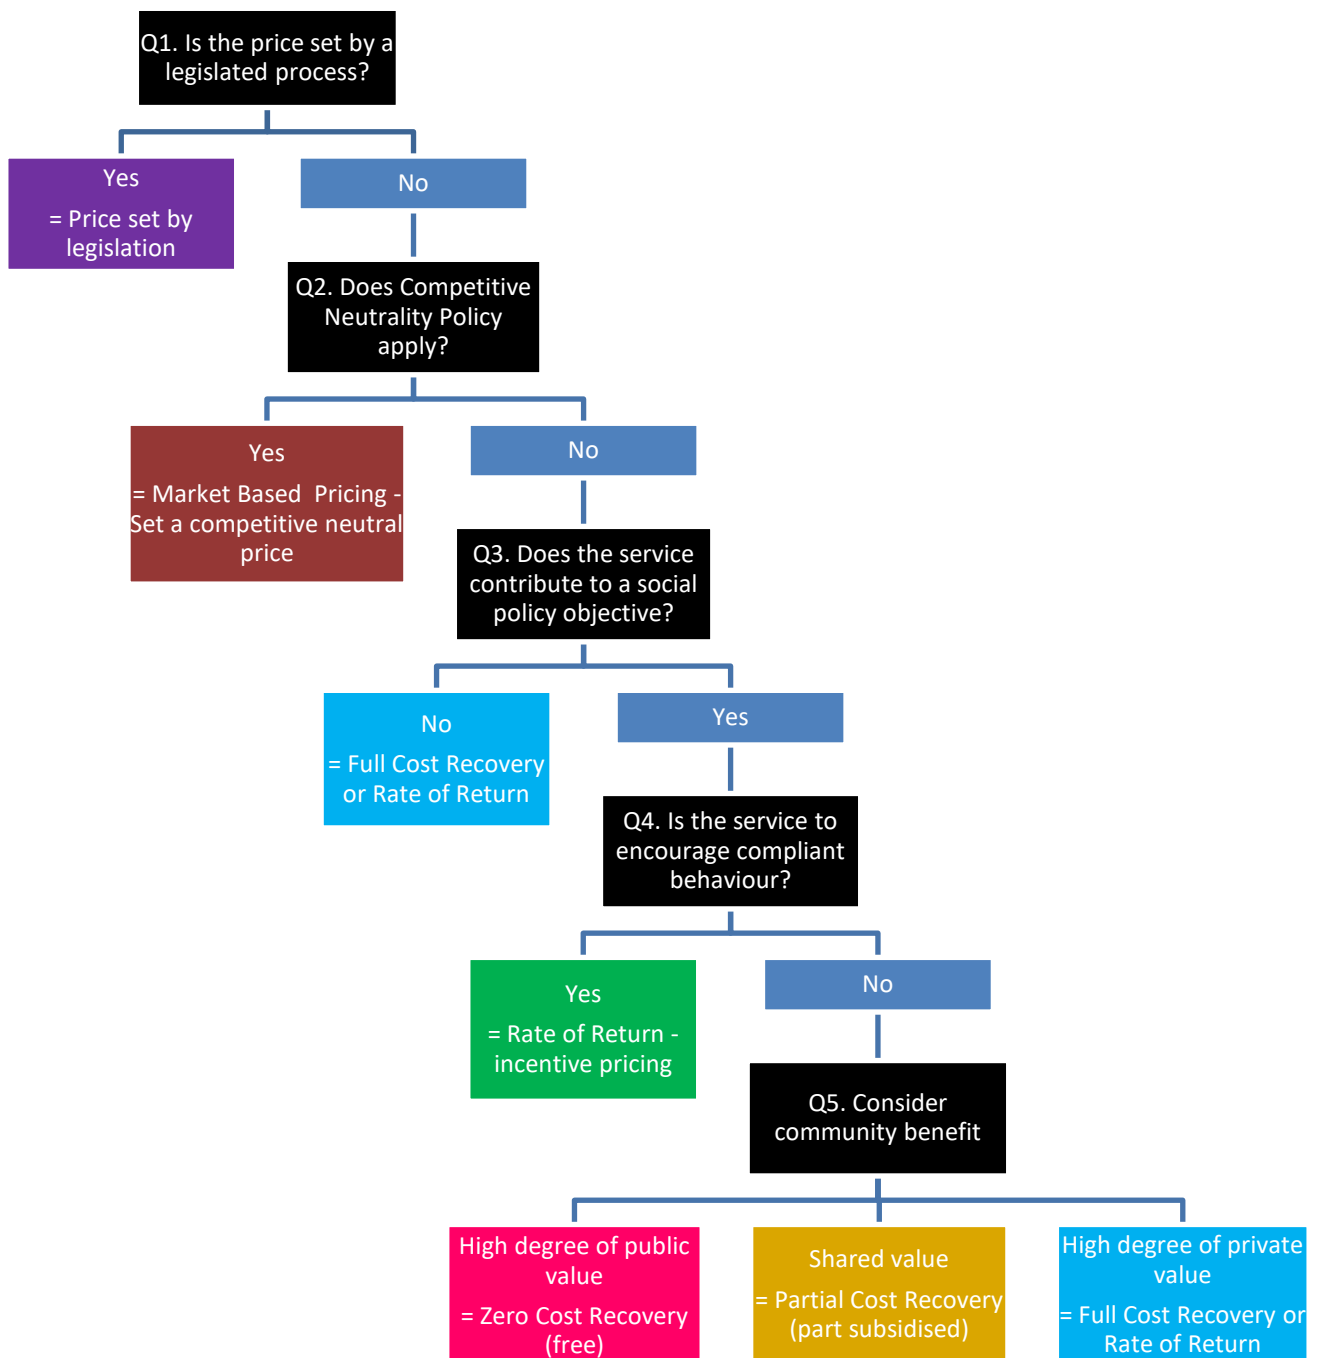 Q1. Is the price set by a
legislated process?
Yes
= Price set by
legislation
No
Q2. Does Competitive
Neutrality Policy
apply?
Yes
= Market Based  Pricing -
Set a competitive neutral
price
No
Q3. Does the service
contribute to a social
policy objective?
No
= Full Cost Recovery
or Rate of Return
Yes
Q4. Is the service to
encourage compliant
behaviour?
Yes
= Rate of Return -
incentive pricing
No
Q5. Consider
community benefit
High degree of public
value
= Zero Cost Recovery
(free)
Shared value
= Partial Cost Recovery
(part subsidised)
High degree of private
value
= Full Cost Recovery or
Rate of Return